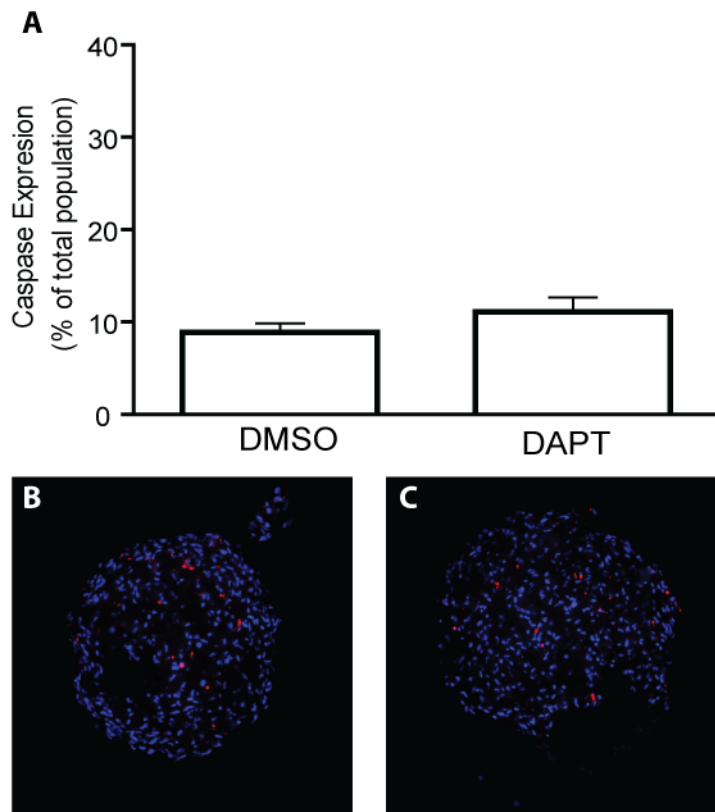 A
Caspase Expresion
(% of total population)
40
30
20
10
0
DMSO
DAPT
B
C